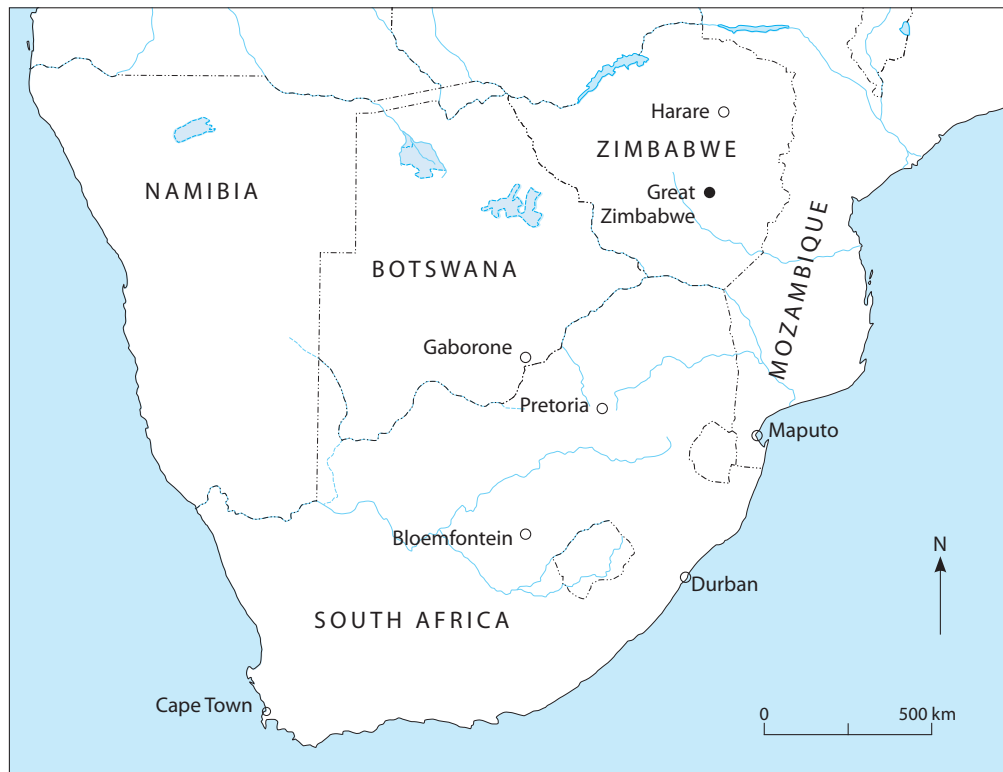 Harare
ZIMBABWE
NAMIBIA
Great
Zimbabwe
MOZAMBIQUE
BOTSWANA
Gaborone
Pretoria
Maputo
Bloemfontein
N
Durban
SOUTH AFRICA
Cape Town
0 500 km